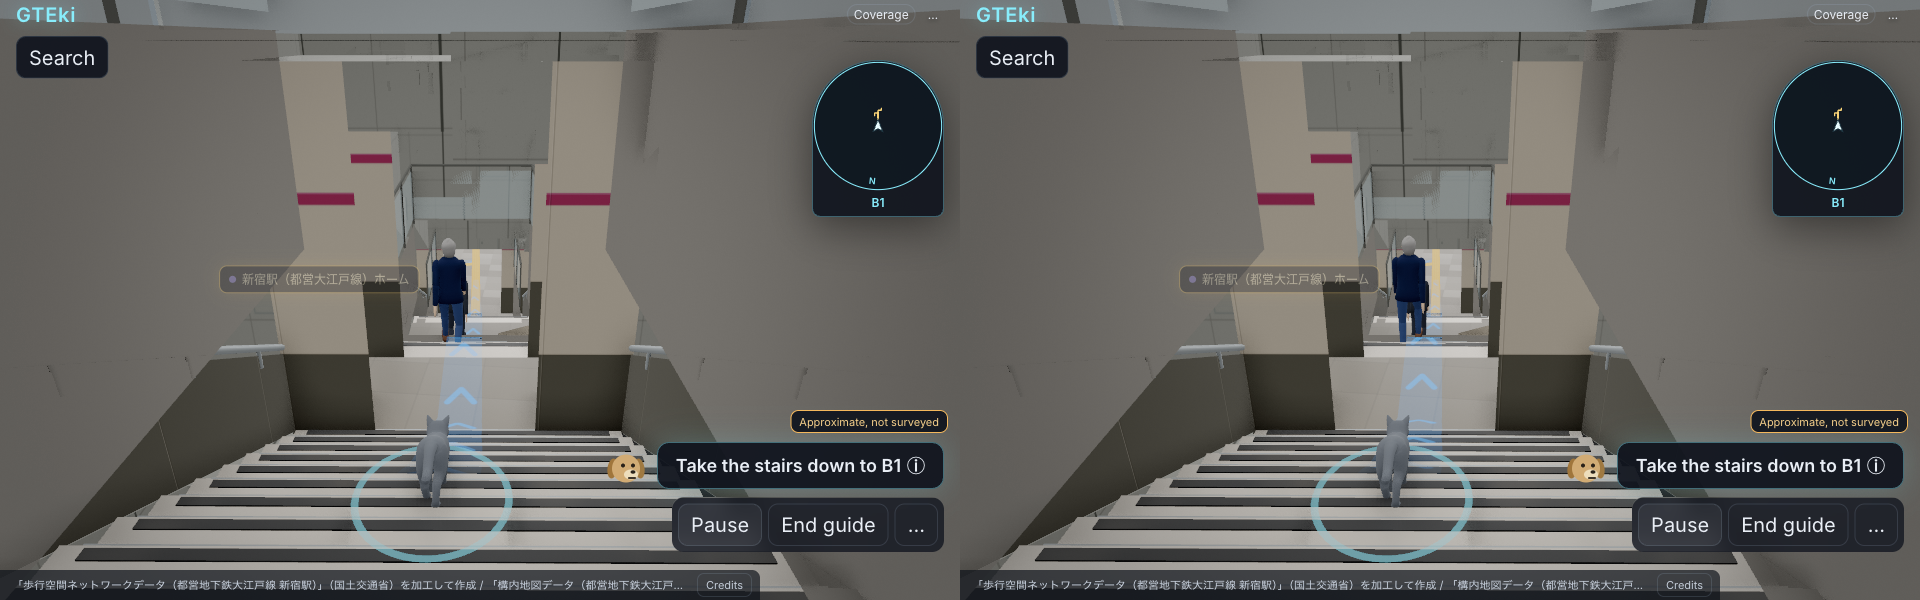 GTEki
Coverage
...
Search
N
B1
新宿駅（都営大江戸線）ホーム
Approximate, not surveyed
Take the stairs down to B1 ⓘ
Pause
End guide
...
「歩行空間ネットワークデータ（都営地下鉄大江戸線 新宿駅）」（国土交通省）を加工して作成 / 「構内地図データ（都営地下鉄大江戸...
Credits
GTEki
Coverage
...
Search
N
B1
新宿駅（都営大江戸線）ホーム
Approximate, not surveyed
Take the stairs down to B1 ⓘ
Pause
End guide
...
「歩行空間ネットワークデータ（都営地下鉄大江戸線 新宿駅）」（国土交通省）を加工して作成 / 「構内地図データ（都営地下鉄大江戸...
Credits